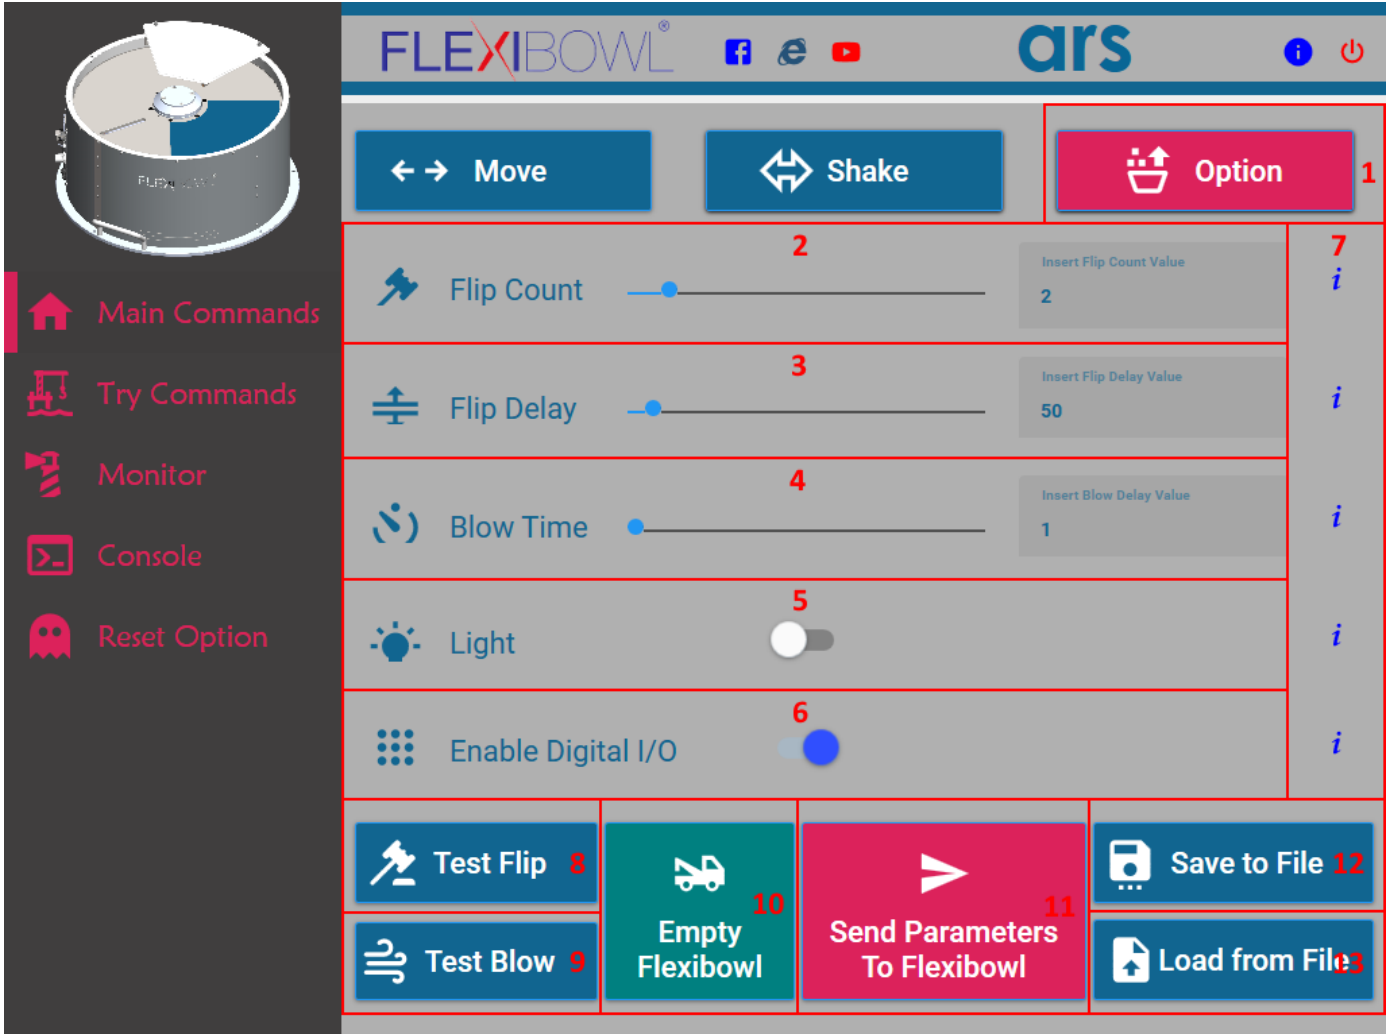 FLEXIBOWL®
ars
Move
Shake
Option
1
Main Commands
Try Commands
Monitor
Console
Reset Option
2
7
Flip Count
Insert Flip Count Value
2
i
3
Flip Delay
Insert Flip Delay Value
50
i
4
Blow Time
Insert Blow Delay Value
1
i
5
Light
i
6
Enable Digital I/O
i
Test Flip
8
Test Blow
9
10
Empty
Flexibowl
11
Send Parameters
To Flexibowl
Save to File
12
Load from File
13